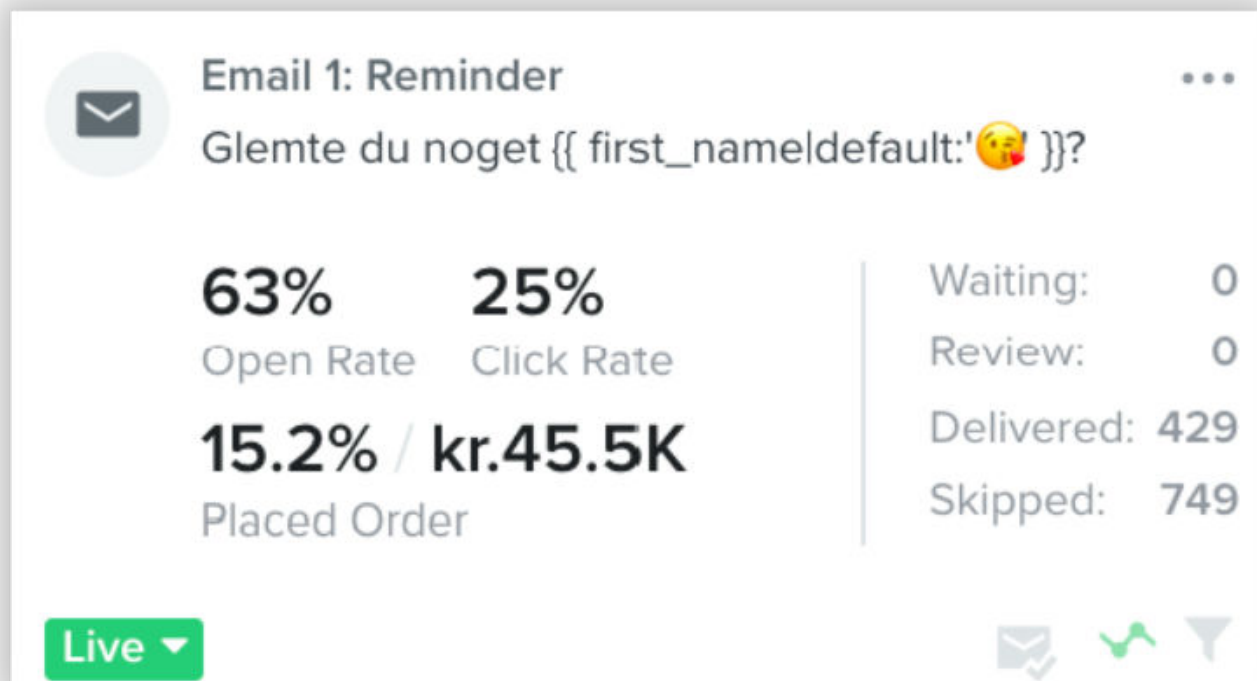 Email 1: Reminder
Glemte du noget {{ first_name|default:'😘' }}?
63%
Open Rate
25%
Click Rate
15.2% / kr.45.5K
Placed Order
Waiting: 0
Review: 0
Delivered: 429
Skipped: 749
Live